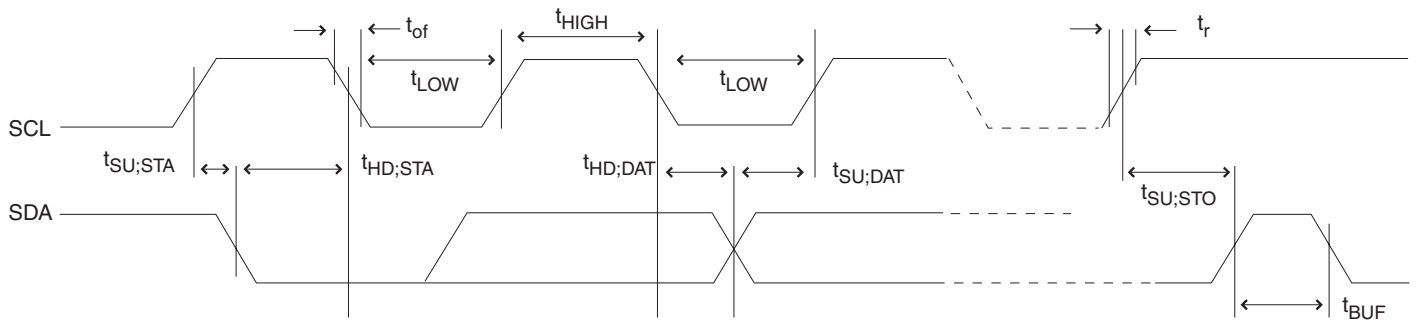 t_of
t_HIGH
t_r
t_LOW
t_LOW
SCL
t_SU;STA
t_HD;STA
t_HD;DAT
t_SU;DAT
t_SU;STO
SDA
t_BUF